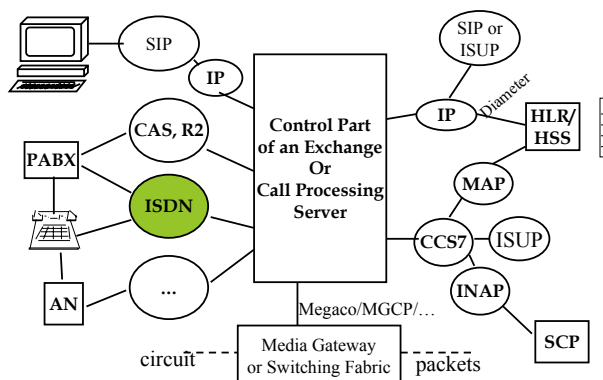 SIP
IP
CAS, R2
PABX
ISDN
AN
...
Control Part
of an Exchange
Or
Call Processing
Server
SIP or
ISUP
IP
Diameter
HLR/
HSS
MAP
CCS7
ISUP
INAP
SCP
Megaco/MGCP/…
Media Gateway
or Switching Fabric
circuit
packets